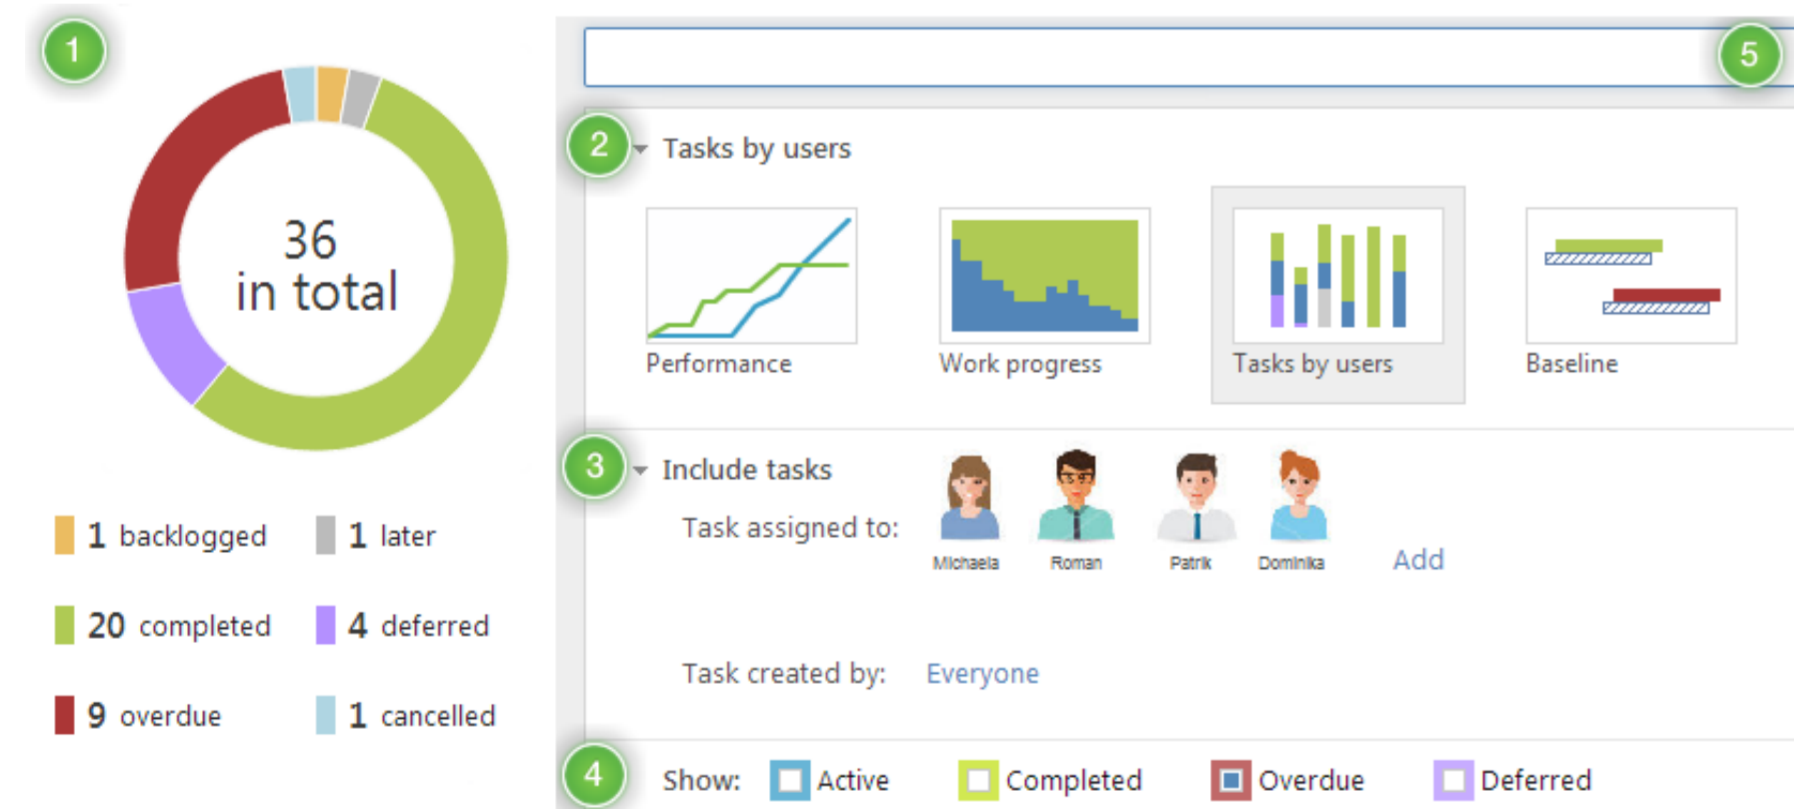 1
36
in total
1 backlogged
1 later
20 completed
4 deferred
9 overdue
1 cancelled
5
2 Tasks by users
Performance
Work progress
Tasks by users
Baseline
3 Include tasks
Task assigned to:
Michaela
Roman
Patrik
Dominika
Add
Task created by: Everyone
4 Show: Active Completed Overdue Deferred